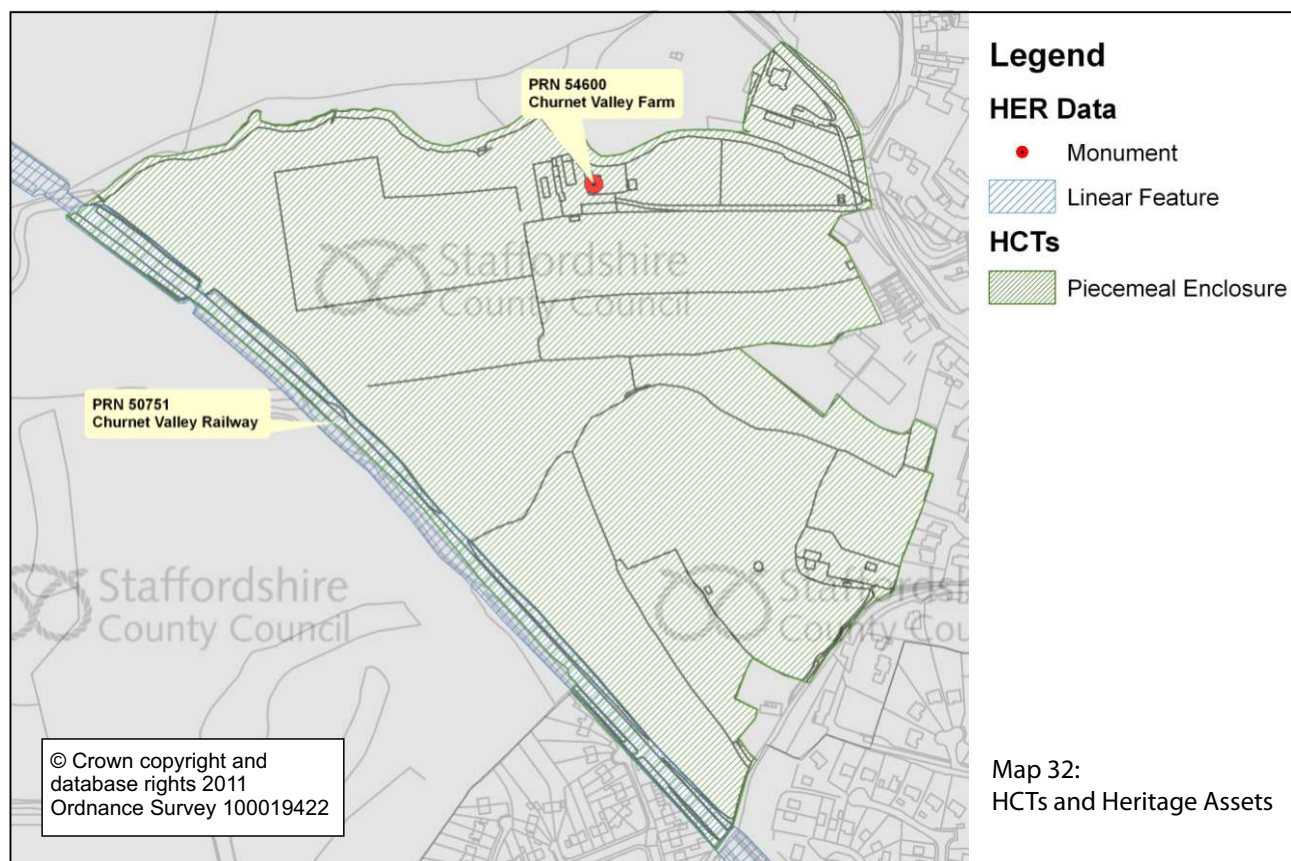 PRN 54600
Churnet Valley Farm
Staffordshire
County Council
PRN 50751
Churnet Valley Railway
Staffordshire
County Council
Staffords
County Cou
© Crown copyright and
database rights 2011
Ordnance Survey 100019422
Legend
HER Data
Monument
Linear Feature
HCTs
Piecemeal Enclosure
Map 32:
HCTs and Heritage Assets